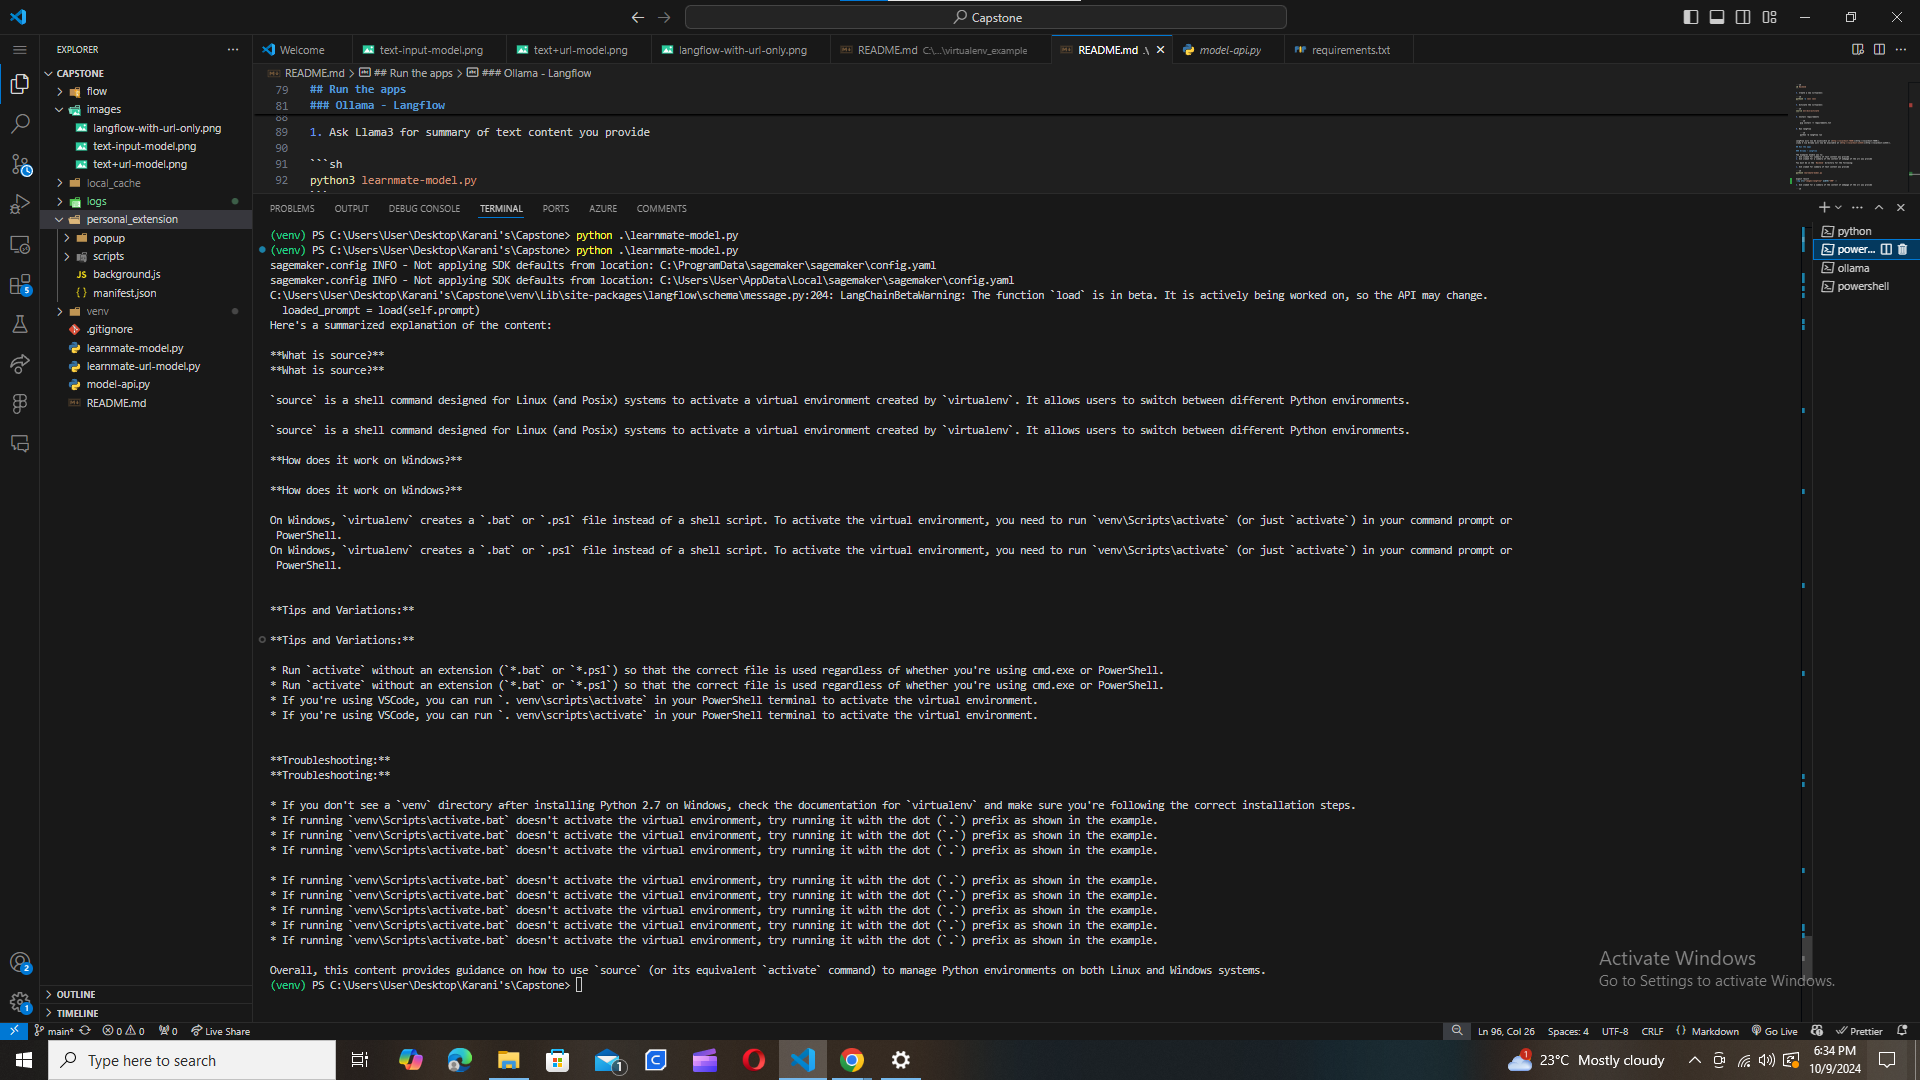 Capstone
EXPLORER
CAPSTONE
flow
images
langflow-with-url-only.png
text-input-model.png
text+url-model.png
local_cache
logs
personal_extension
popup
scripts
JS background.js
{} manifest.json
venv
.gitignore
learnmate-model.py
learnmate-url-model.py
model-api.py
README.md
OUTLINE
TIMELINE
Welcome
text-input-model.png
text+url-model.png
langflow-with-url-only.png
README.md C:\...\virtualenv_example
README.md .\
model-api.py
requirements.txt
README.md > ## Run the apps > ### Ollama - Langflow
79 ## Run the apps
81 ### Ollama - Langflow
88
89 1. Ask Llama3 for summary of text content you provide
90
91 ```sh
92 python3 learnmate-model.py
```
PROBLEMS OUTPUT DEBUG CONSOLE TERMINAL PORTS AZURE COMMENTS
(venv) PS C:\Users\User\Desktop\Karani's\Capstone> python .\learnmate-model.py
(venv) PS C:\Users\User\Desktop\Karani's\Capstone> python .\learnmate-model.py
sagemaker.config INFO - Not applying SDK defaults from location: C:\ProgramData\sagemaker\sagemaker\config.yaml
sagemaker.config INFO - Not applying SDK defaults from location: C:\Users\User\AppData\Local\sagemaker\sagemaker\config.yaml
C:\Users\User\Desktop\Karani's\Capstone\venv\Lib\site-packages\langflow\schema\message.py:204: LangChainBetaWarning: The function `load` is in beta. It is actively being worked on, so the API may change.
loaded_prompt = load(self.prompt)
Here's a summarized explanation of the content:
**What is source?**
**What is source?**
`source` is a shell command designed for Linux (and Posix) systems to activate a virtual environment created by `virtualenv`. It allows users to switch between different Python environments.
`source` is a shell command designed for Linux (and Posix) systems to activate a virtual environment created by `virtualenv`. It allows users to switch between different Python environments.
**How does it work on Windows?**
**How does it work on Windows?**
On Windows, `virtualenv` creates a `.bat` or `.ps1` file instead of a shell script. To activate the virtual environment, you need to run `venv\Scripts\activate` (or just `activate`) in your command prompt or
PowerShell.
On Windows, `virtualenv` creates a `.bat` or `.ps1` file instead of a shell script. To activate the virtual environment, you need to run `venv\Scripts\activate` (or just `activate`) in your command prompt or
PowerShell.
**Tips and Variations:**
**Tips and Variations:**
* Run `activate` without an extension (`*.bat` or `*.ps1`) so that the correct file is used regardless of whether you're using cmd.exe or PowerShell.
* Run `activate` without an extension (`*.bat` or `*.ps1`) so that the correct file is used regardless of whether you're using cmd.exe or PowerShell.
* If you're using VSCode, you can run `. venv\scripts\activate` in your PowerShell terminal to activate the virtual environment.
* If you're using VSCode, you can run `. venv\scripts\activate` in your PowerShell terminal to activate the virtual environment.
**Troubleshooting:**
**Troubleshooting:**
* If you don't see a `venv` directory after installing Python 2.7 on Windows, check the documentation for `virtualenv` and make sure you're following the correct installation steps.
* If running `venv\Scripts\activate.bat` doesn't activate the virtual environment, try running it with the dot (`.`) prefix as shown in the example.
* If running `venv\Scripts\activate.bat` doesn't activate the virtual environment, try running it with the dot (`.`) prefix as shown in the example.
* If running `venv\Scripts\activate.bat` doesn't activate the virtual environment, try running it with the dot (`.`) prefix as shown in the example.
* If running `venv\Scripts\activate.bat` doesn't activate the virtual environment, try running it with the dot (`.`) prefix as shown in the example.
* If running `venv\Scripts\activate.bat` doesn't activate the virtual environment, try running it with the dot (`.`) prefix as shown in the example.
* If running `venv\Scripts\activate.bat` doesn't activate the virtual environment, try running it with the dot (`.`) prefix as shown in the example.
* If running `venv\Scripts\activate.bat` doesn't activate the virtual environment, try running it with the dot (`.`) prefix as shown in the example.
* If running `venv\Scripts\activate.bat` doesn't activate the virtual environment, try running it with the dot (`.`) prefix as shown in the example.
Overall, this content provides guidance on how to use `source` (or its equivalent `activate` command) to manage Python environments on both Linux and Windows systems.
(venv) PS C:\Users\User\Desktop\Karani's\Capstone>
python
power...
ollama
powershell
Activate Windows
Go to Settings to activate Windows.
main* 0 0 0 Live Share
Ln 96, Col 26 Spaces: 4 UTF-8 CRLF {} Markdown Go Live Prettier
Type here to search
23°C Mostly cloudy
6:34 PM
10/9/2024